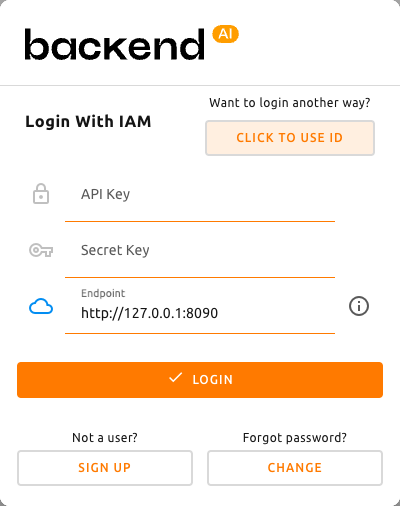 backend AI
Want to login another way?
Login With IAM
CLICK TO USE ID
API Key
Secret Key
Endpoint
http://127.0.0.1:8090
LOGIN
Not a user?
Forgot password?
SIGN UP
CHANGE